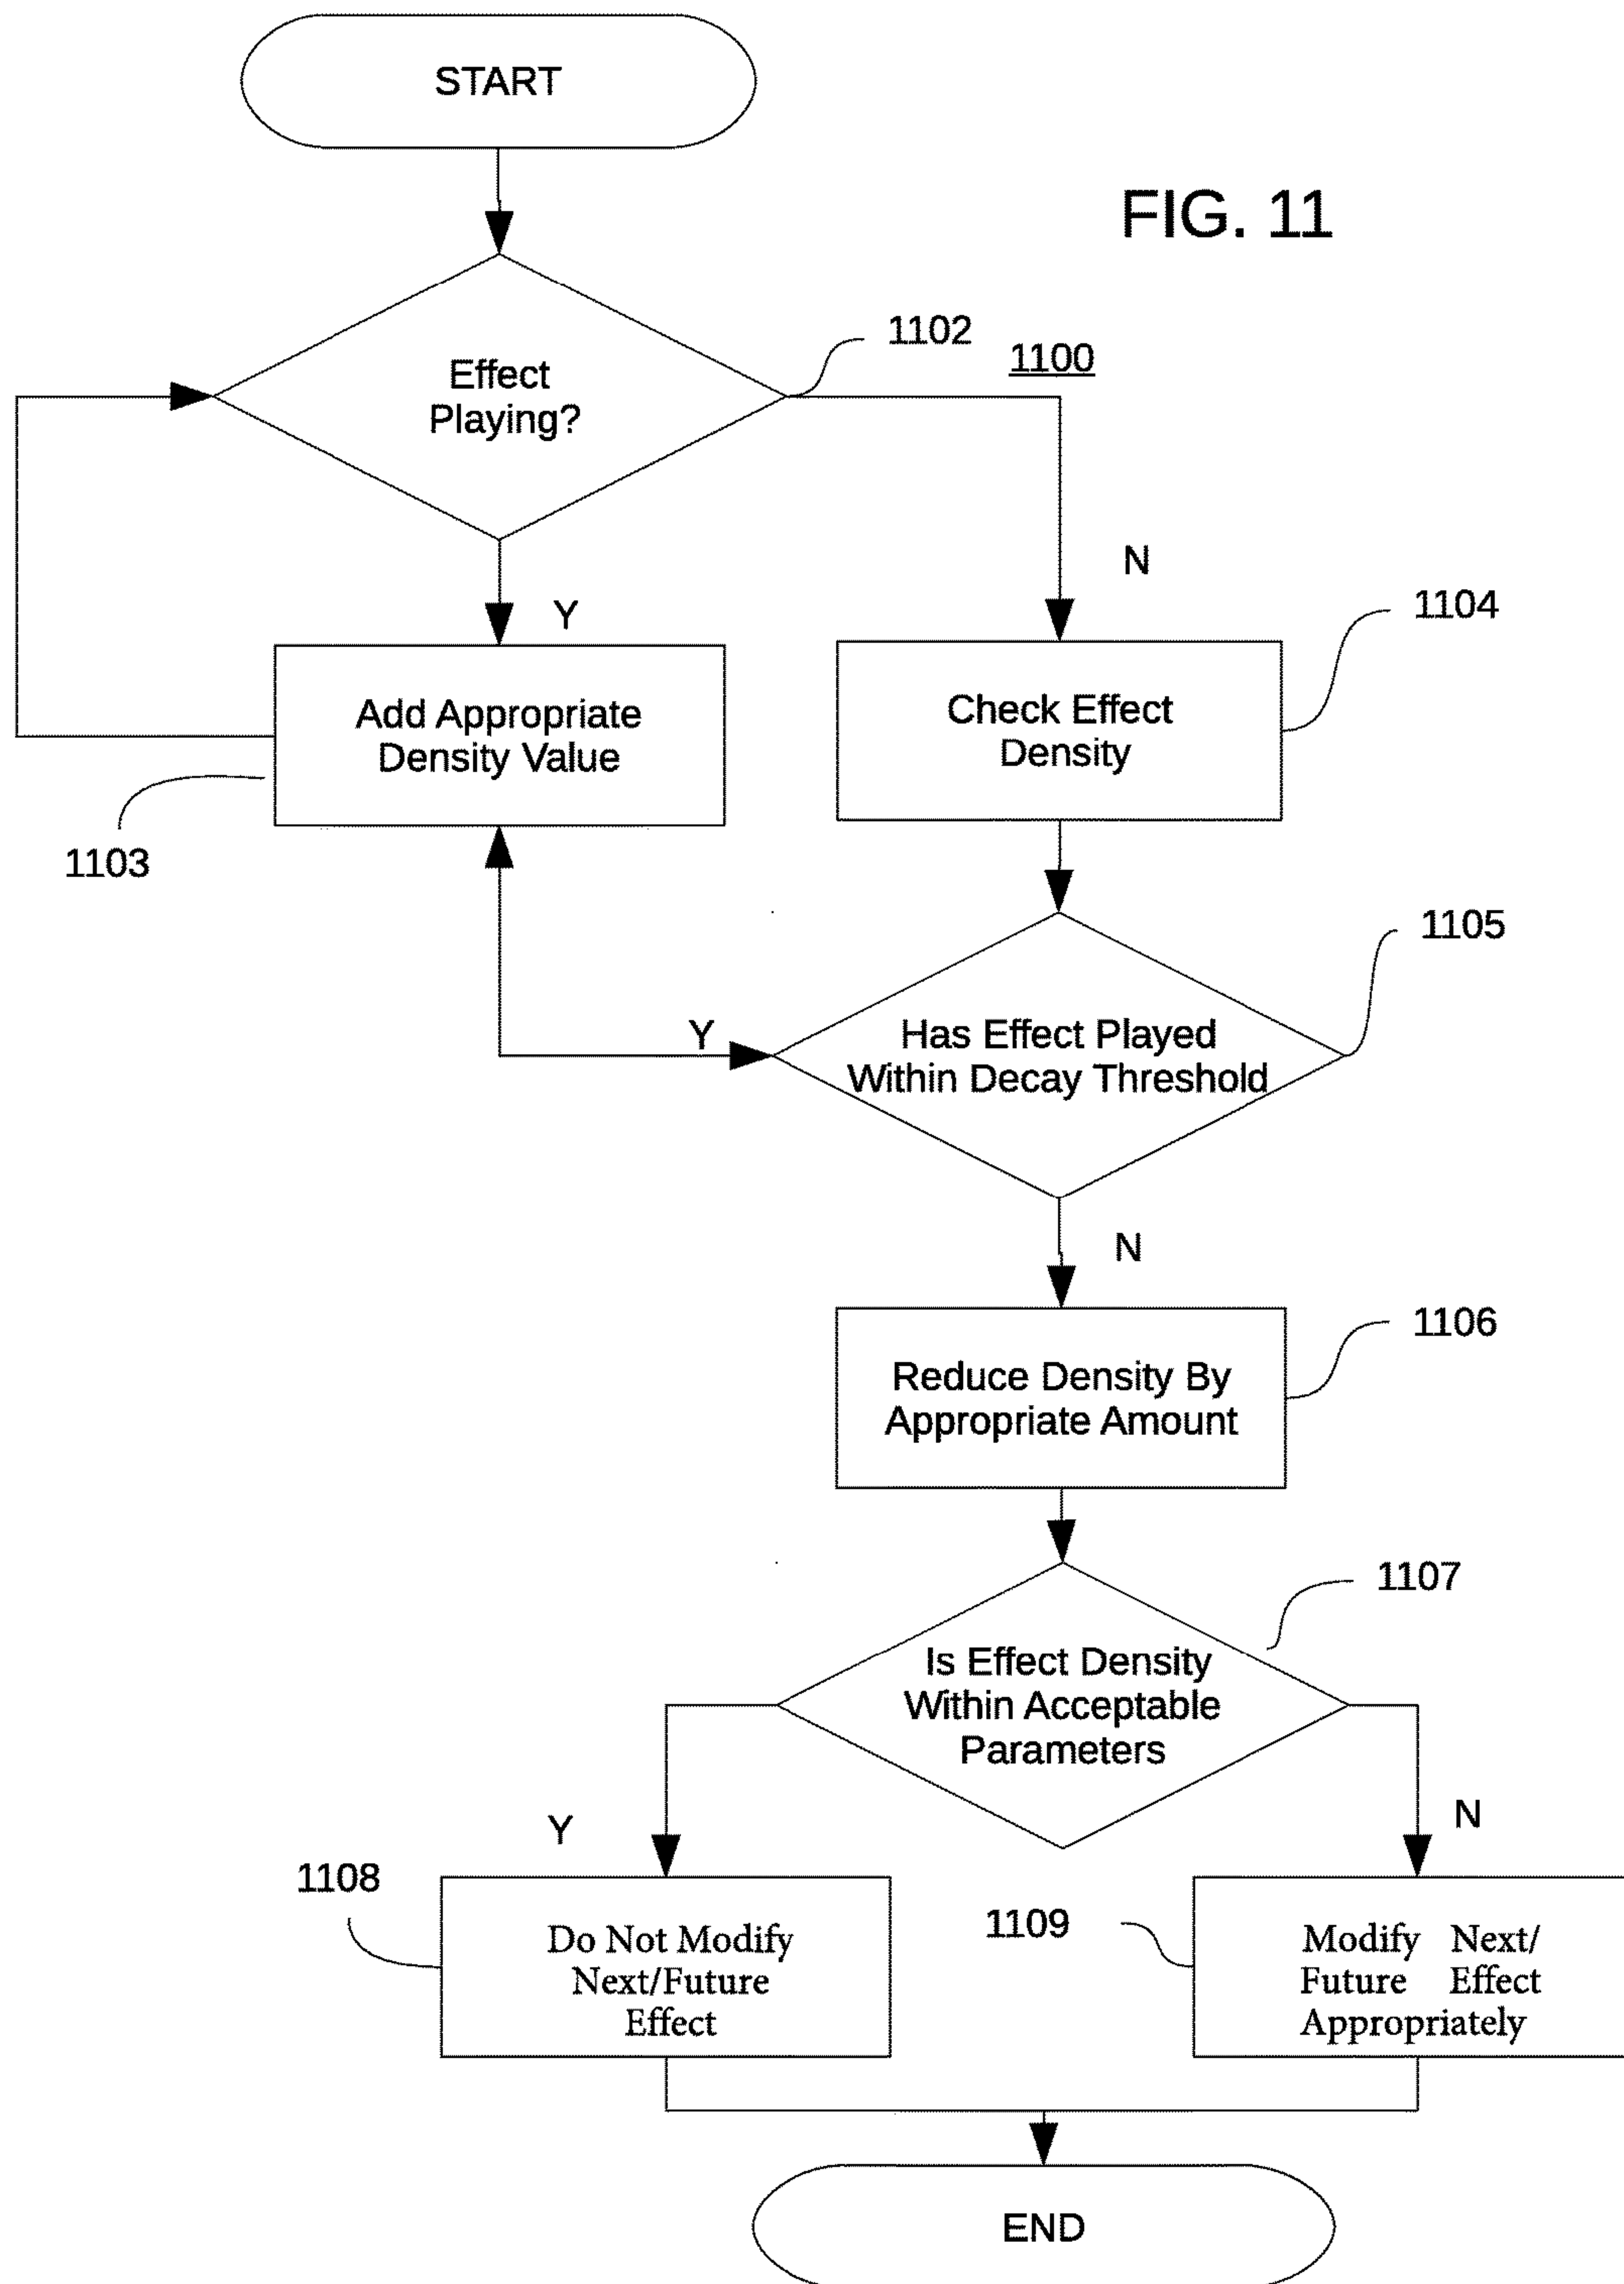 START
FIG. 11
1102
1100
Effect
Playing?
N
Y
1104
Add Appropriate
Density Value
Check Effect
Density
1103
1105
Y
Has Effect Played
Within Decay Threshold
N
1106
Reduce Density By
Appropriate Amount
1107
Is Effect Density
Within Acceptable
Parameters
Y
N
1108
1109
Do Not Modify
Next/Future
Effect
Modify Next/
Future Effect
Appropriately
END